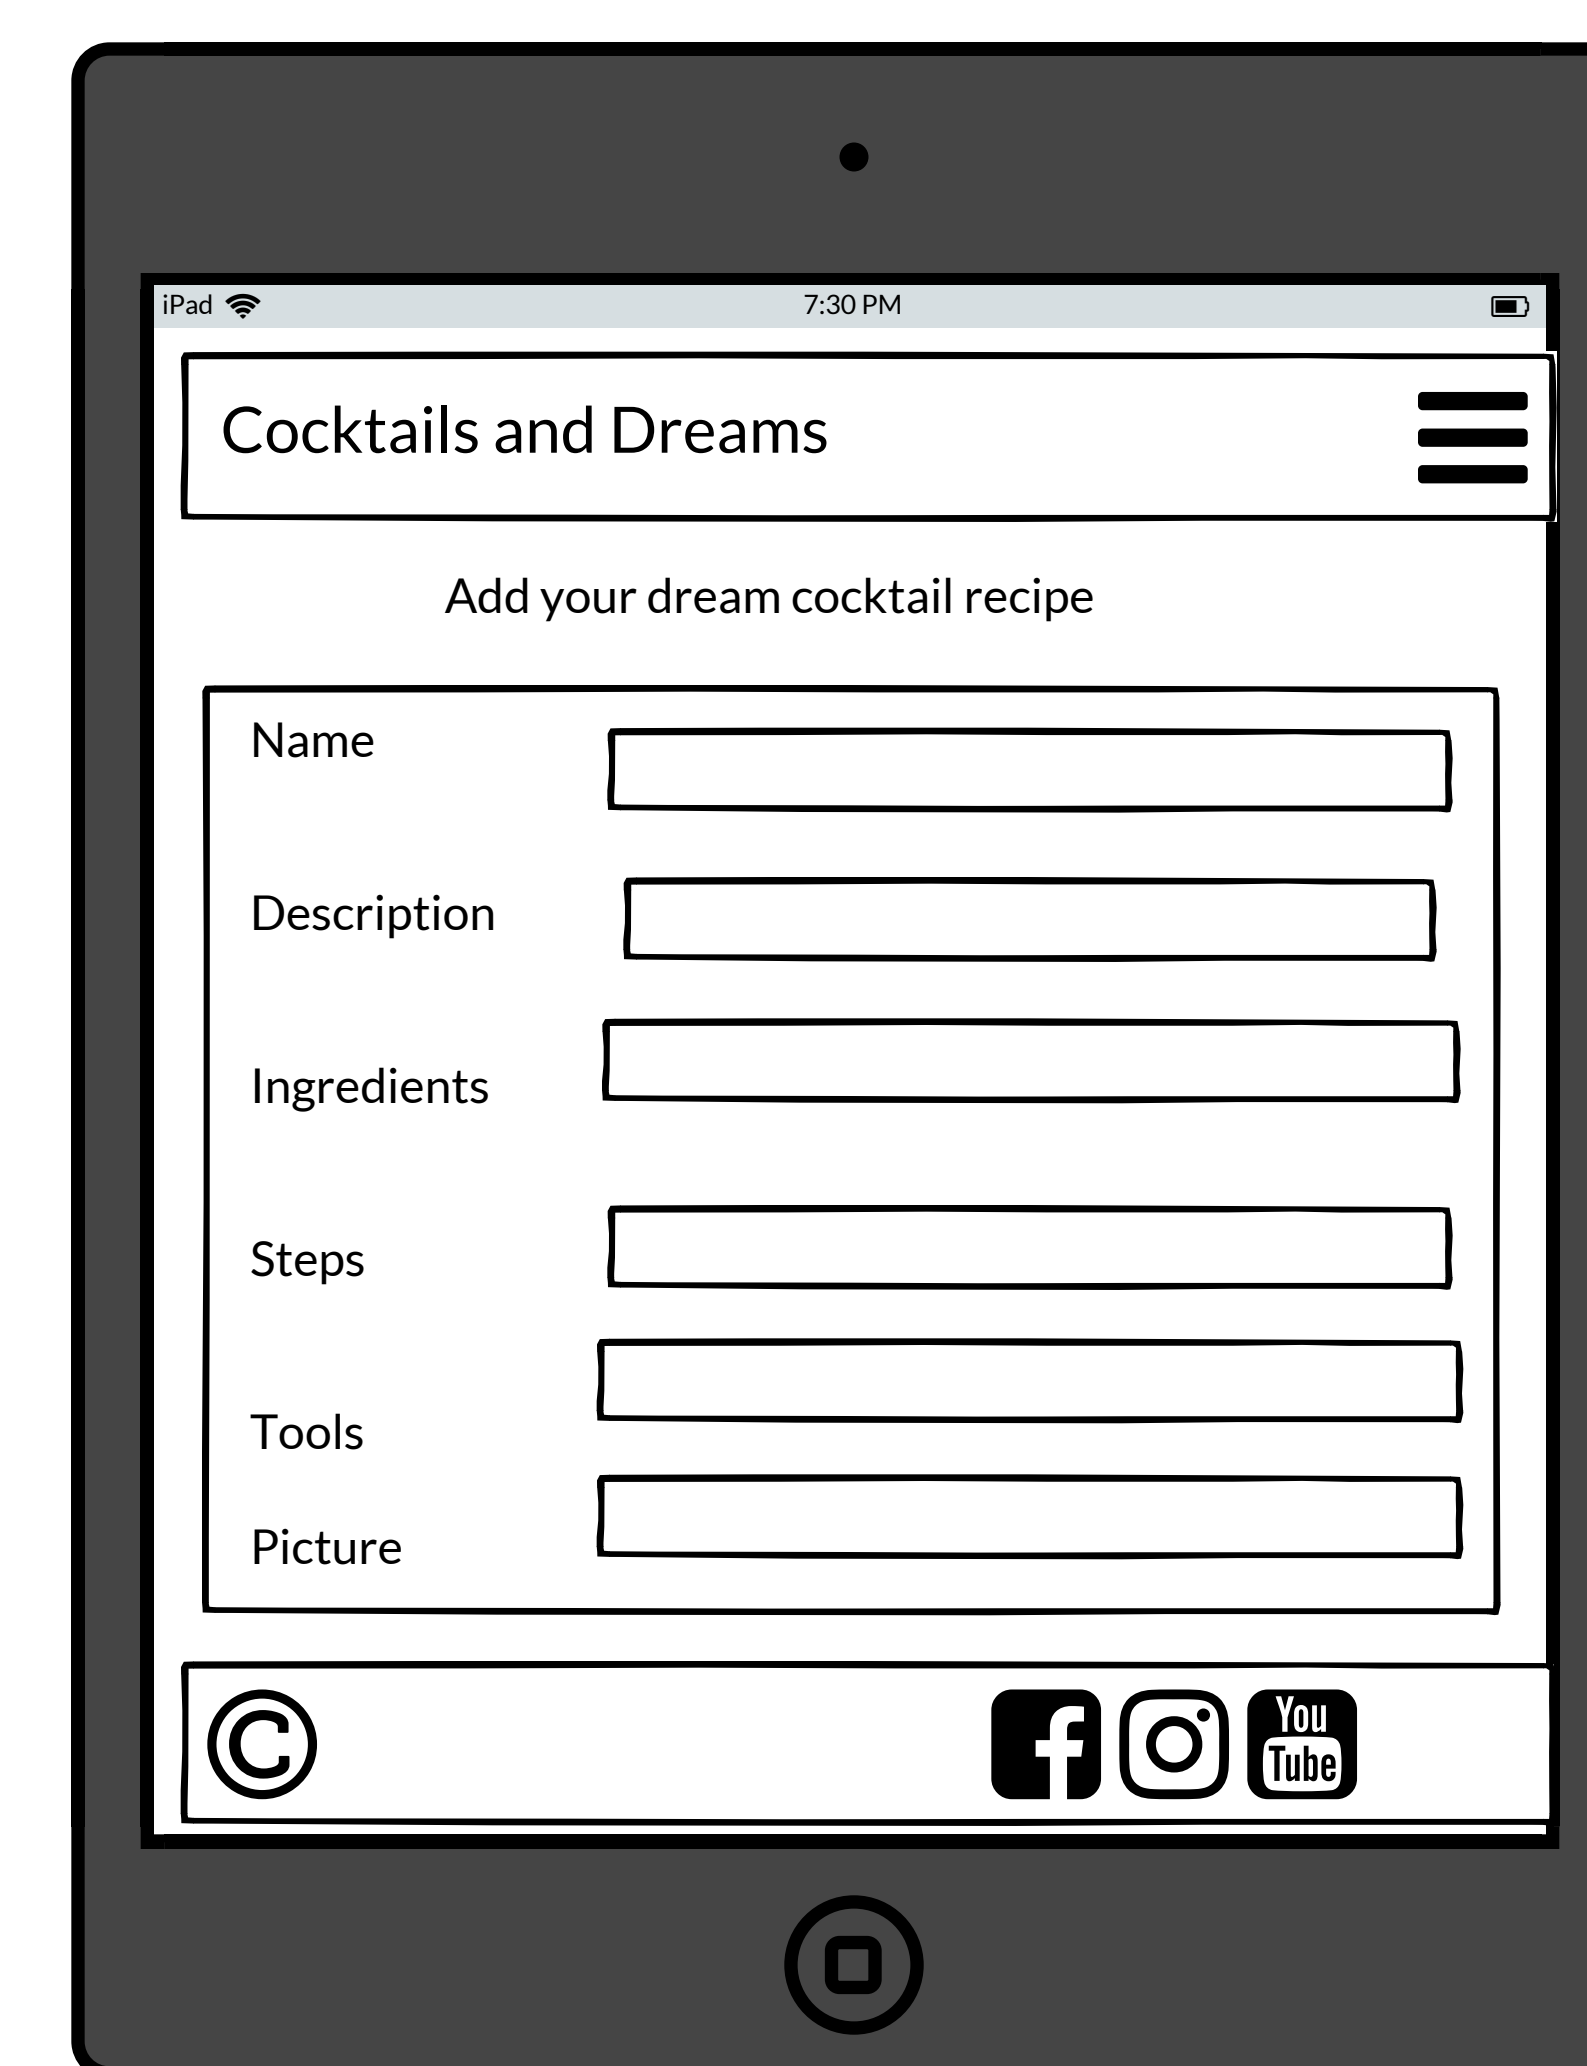 iPad 7:30 PM
Cocktails and Dreams
Add your dream cocktail recipe
Name
Description
Ingredients
Steps
Tools
Picture
© You
Tube